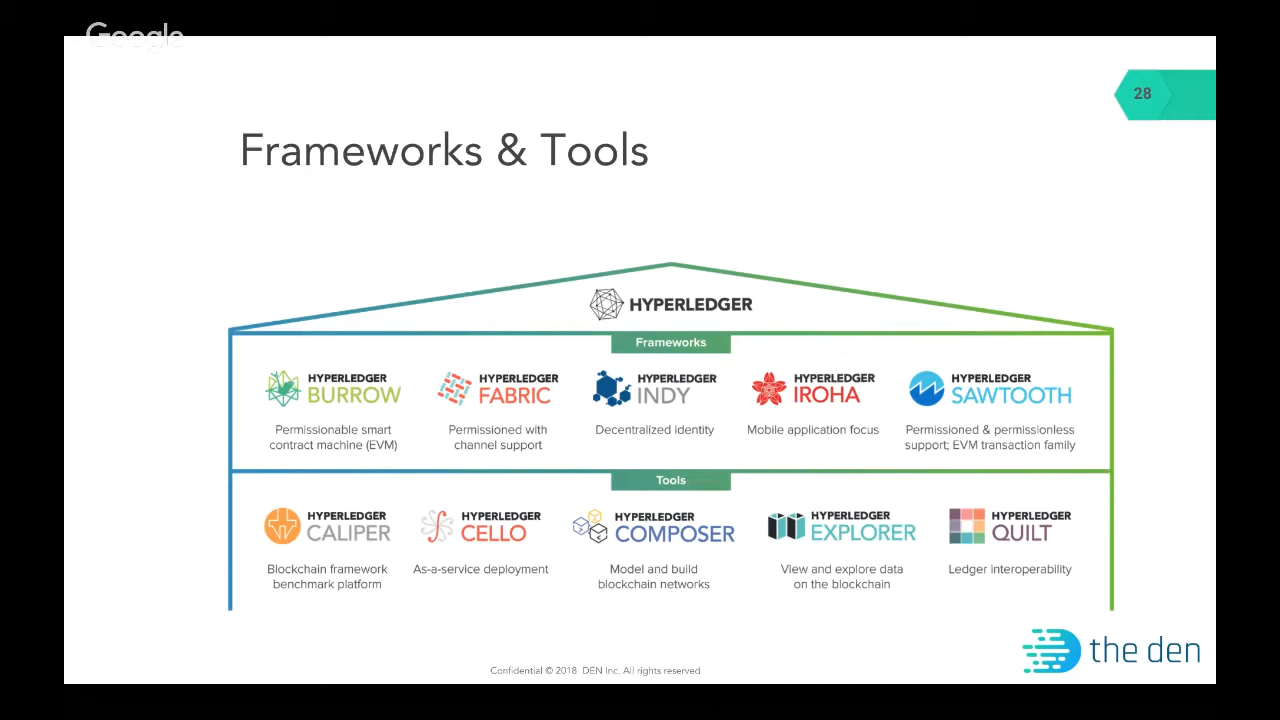 Google
28
Frameworks & Tools
HYPERLEDGER
Frameworks
HYPERLEDGER
BURROW
Permissionable smart
contract machine (EVM)
HYPERLEDGER
FABRIC
Permissioned with
channel support
HYPERLEDGER
INDY
Decentralized identity
HYPERLEDGER
IROHA
Mobile application focus
HYPERLEDGER
SAWTOOTH
Permissioned & permissionless
support; EVM transaction family
Tools
HYPERLEDGER
CALIPER
Blockchain framework
benchmark platform
HYPERLEDGER
CELLO
As-a-service deployment
HYPERLEDGER
COMPOSER
Model and build
blockchain networks
HYPERLEDGER
EXPLORER
View and explore data
on the blockchain
HYPERLEDGER
QUILT
Ledger interoperability
the den
Confidential © 2018 DEN Inc. All rights reserved